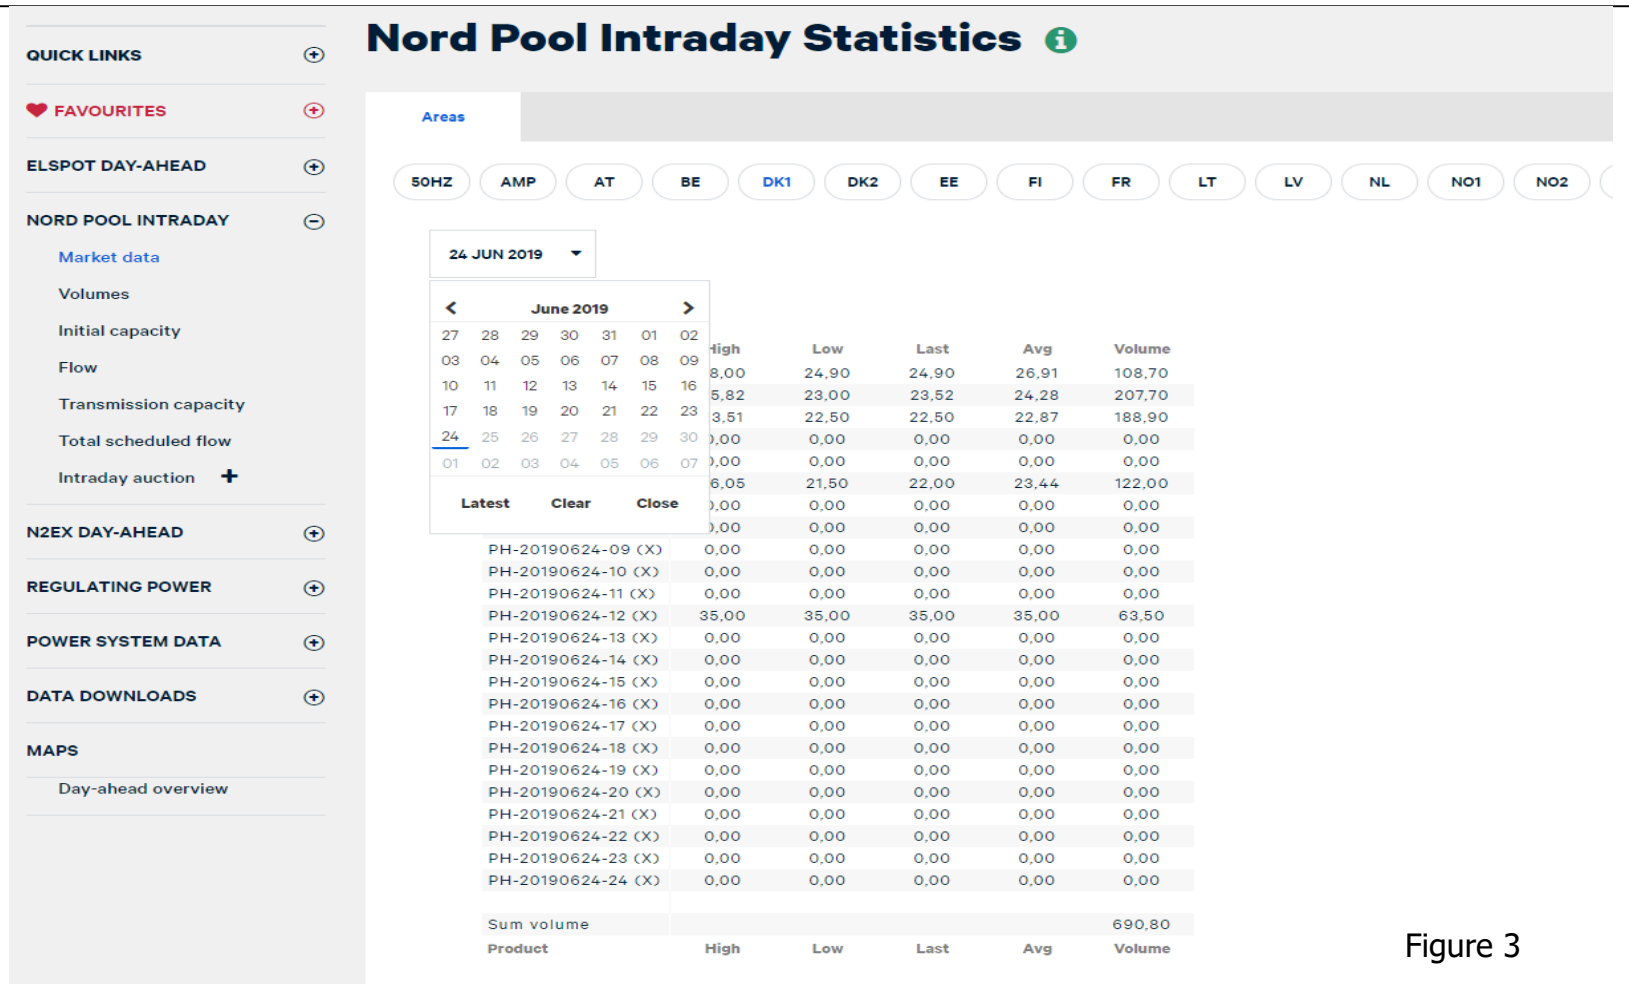 Nord Pool Intraday Statistics i
QUICK LINKS
FAVOURITES
ELSPOT DAY-AHEAD
NORD POOL INTRADAY
Market data
Volumes
Initial capacity
Flow
Transmission capacity
Total scheduled flow
Intraday auction +
N2EX DAY-AHEAD
REGULATING POWER
POWER SYSTEM DATA
DATA DOWNLOADS
MAPS
Day-ahead overview
Areas
50HZ AMP AT BE DK1 DK2 EE FI FR LT LV NL NO1 NO2
24 JUN 2019
< June 2019 >
27 28 29 30 31 01 02
03 04 05 06 07 08 09
10 11 12 13 14 15 16
17 18 19 20 21 22 23
24 25 26 27 28 29 30
01 02 03 04 05 06 07
Latest Clear Close
High Low Last Avg Volume
8,00 24,90 24,90 26,91 108,70
5,82 23,00 23,52 24,28 207,70
3,51 22,50 22,50 22,87 188,90
,00 0,00 0,00 0,00 0,00
,00 0,00 0,00 0,00 0,00
6,05 21,50 22,00 23,44 122,00
,00 0,00 0,00 0,00 0,00
,00 0,00 0,00 0,00 0,00
PH-20190624-09 (X) 0,00 0,00 0,00 0,00 0,00
PH-20190624-10 (X) 0,00 0,00 0,00 0,00 0,00
PH-20190624-11 (X) 0,00 0,00 0,00 0,00 0,00
PH-20190624-12 (X) 35,00 35,00 35,00 35,00 63,50
PH-20190624-13 (X) 0,00 0,00 0,00 0,00 0,00
PH-20190624-14 (X) 0,00 0,00 0,00 0,00 0,00
PH-20190624-15 (X) 0,00 0,00 0,00 0,00 0,00
PH-20190624-16 (X) 0,00 0,00 0,00 0,00 0,00
PH-20190624-17 (X) 0,00 0,00 0,00 0,00 0,00
PH-20190624-18 (X) 0,00 0,00 0,00 0,00 0,00
PH-20190624-19 (X) 0,00 0,00 0,00 0,00 0,00
PH-20190624-20 (X) 0,00 0,00 0,00 0,00 0,00
PH-20190624-21 (X) 0,00 0,00 0,00 0,00 0,00
PH-20190624-22 (X) 0,00 0,00 0,00 0,00 0,00
PH-20190624-23 (X) 0,00 0,00 0,00 0,00 0,00
PH-20190624-24 (X) 0,00 0,00 0,00 0,00 0,00
Sum volume 690,80
Product High Low Last Avg Volume
Figure 3